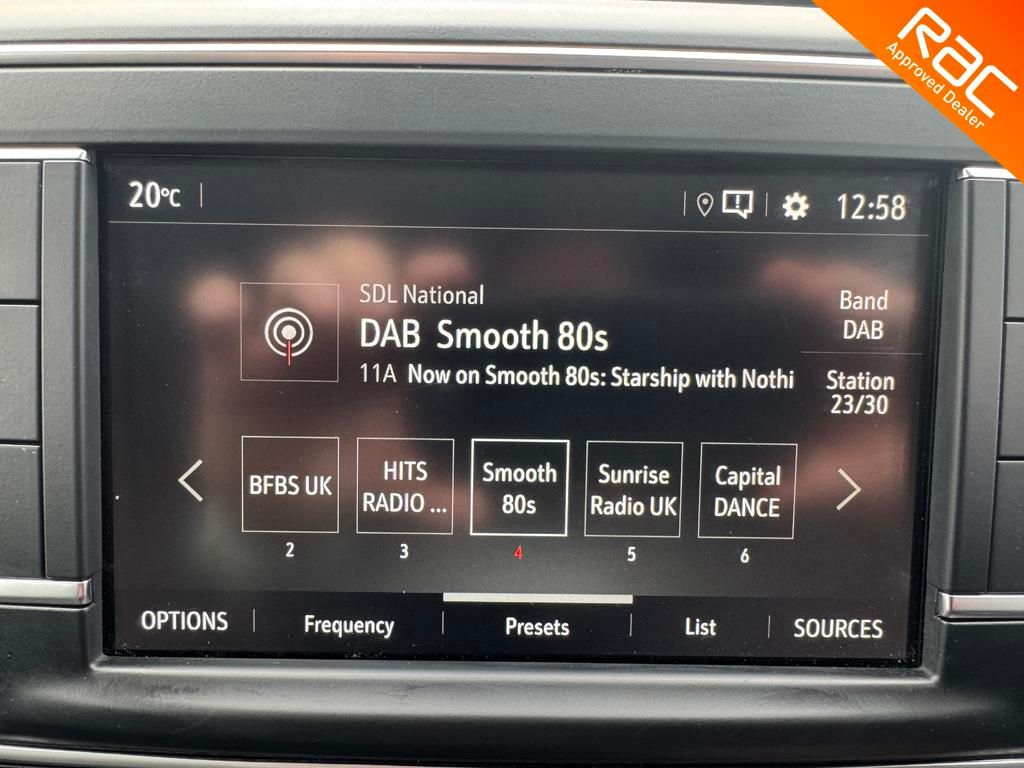 rac
Approved Dealer
20°C
12:58
SDL National
DAB Smooth 80s
11A Now on Smooth 80s: Starship with Nothi
Band
DAB
Station
23/30
BFBS UK
2
HITS
RADIO ...
3
Smooth
80s
4
Sunrise
Radio UK
5
Capital
DANCE
6
OPTIONS
Frequency
Presets
List
SOURCES